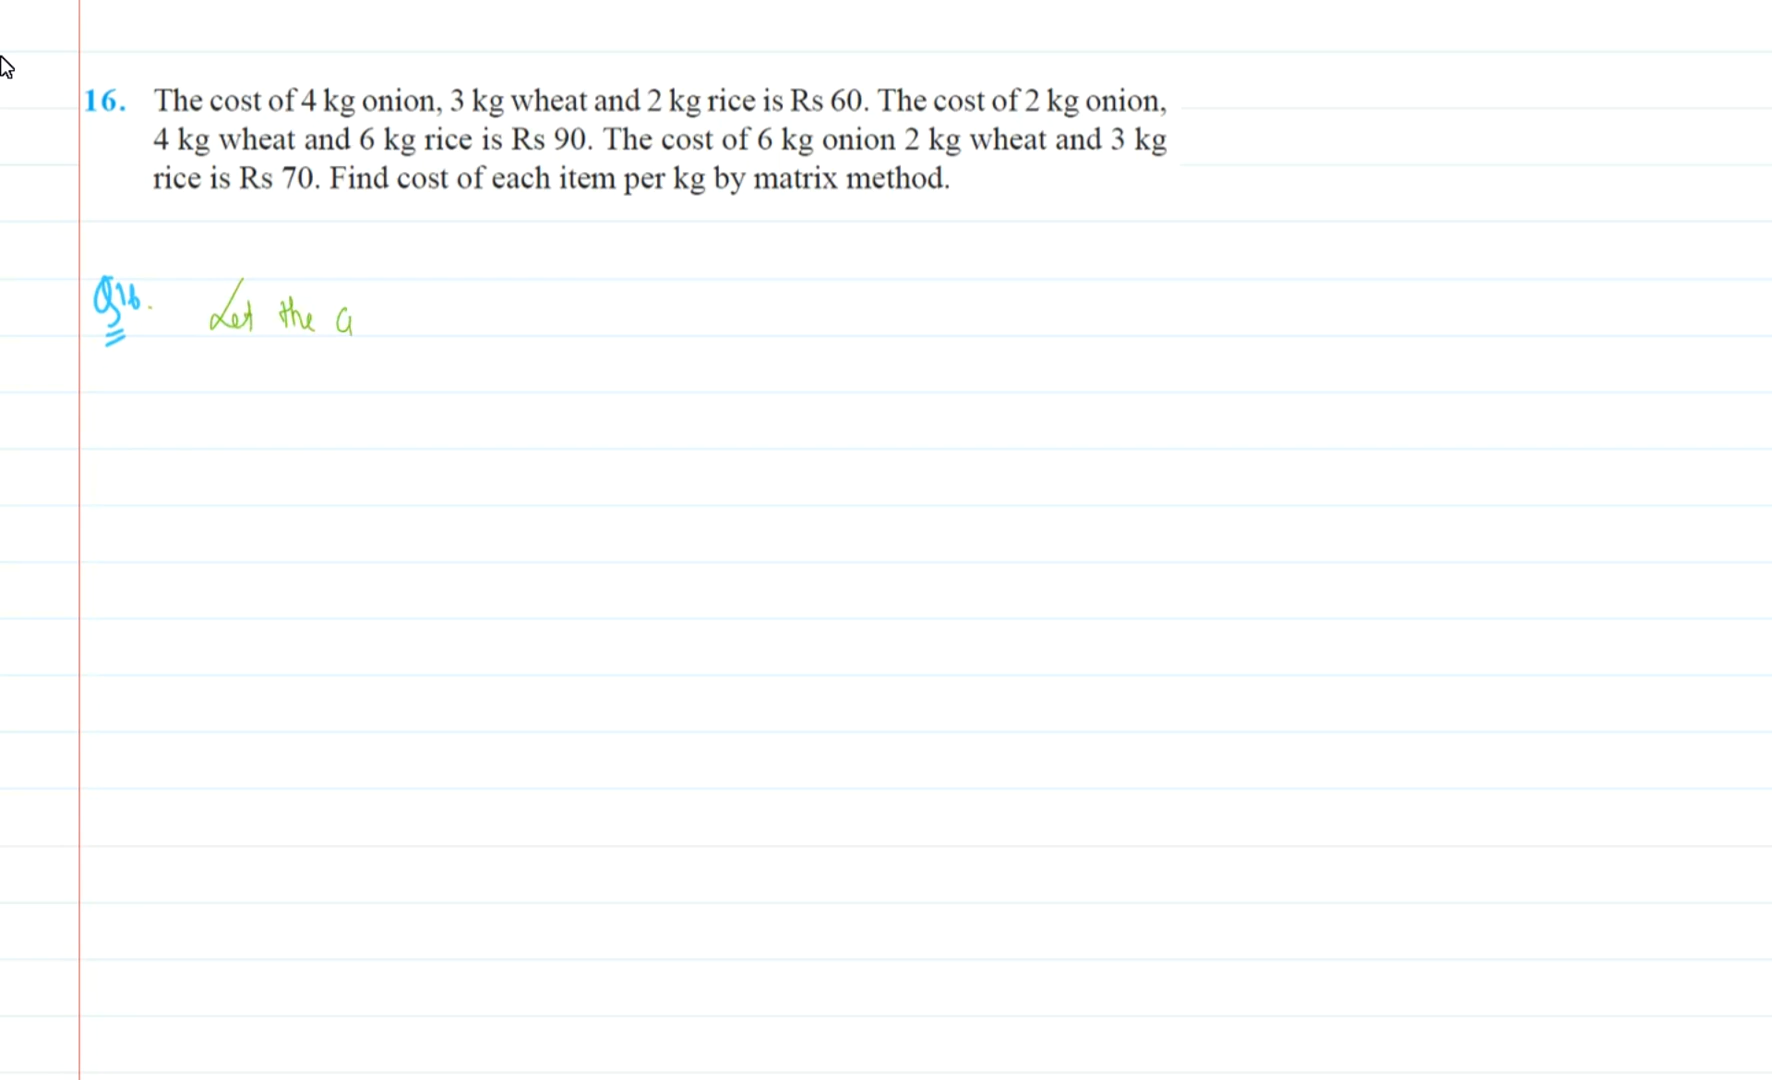 16. The cost of 4 kg onion, 3 kg wheat and 2 kg rice is Rs 60. The cost of 2 kg onion,
4 kg wheat and 6 kg rice is Rs 90. The cost of 6 kg onion 2 kg wheat and 3 kg
rice is Rs 70. Find cost of each item per kg by matrix method.
Q16. Let the